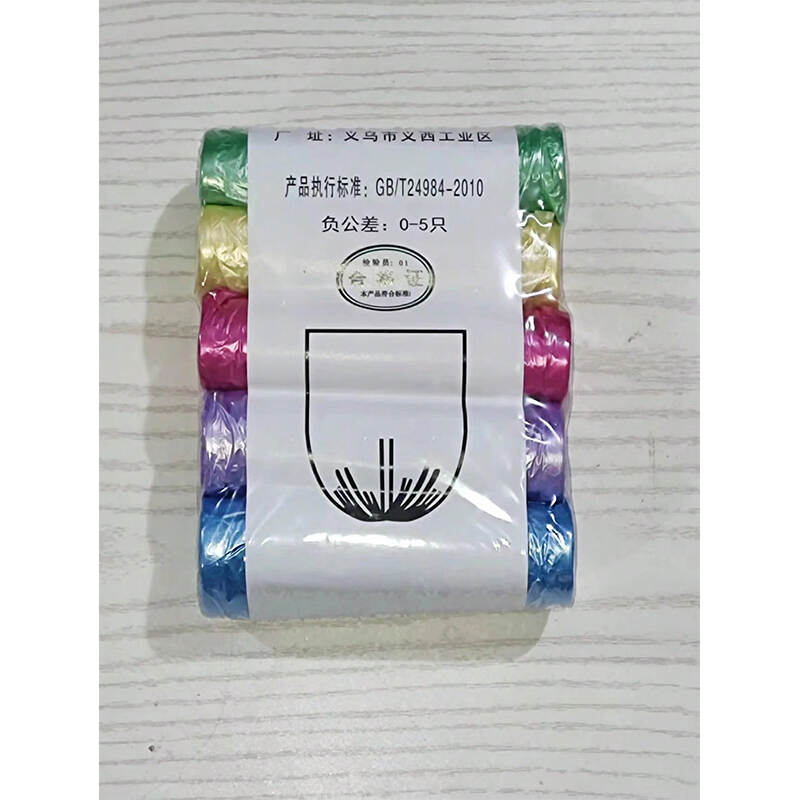 厂 址：义乌市义西工业区
产品执行标准：GB/T24984-2010
负公差：0-5只
检验员：01
合格证
本产品符合标准!